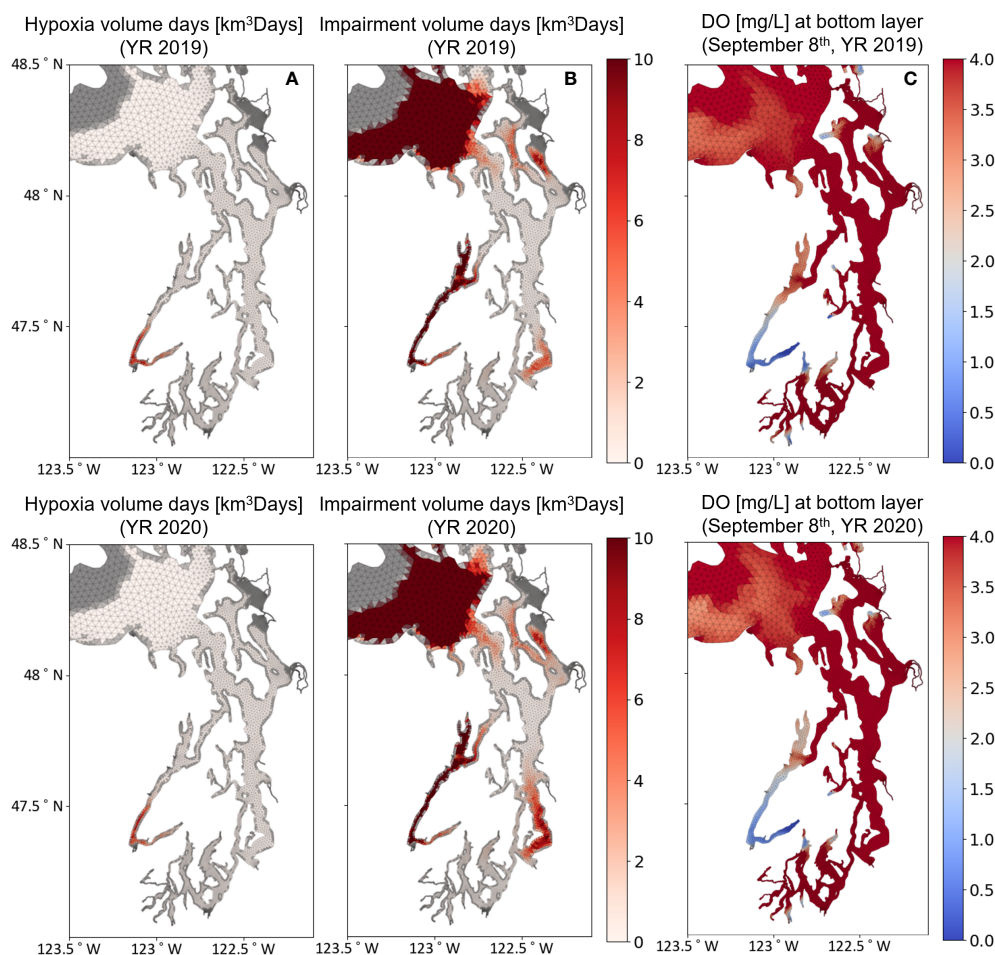 Hypoxia volume days [km³Days]
(YR 2019)
Impairment volume days [km³Days]
(YR 2019)
DO [mg/L] at bottom layer
(September 8ᵗʰ, YR 2019)
A
B
C
48.5° N
48° N
47.5° N
123.5° W
123° W
122.5° W
123.5° W
123° W
122.5° W
10
8
6
4
2
0
123.5° W
123° W
122.5° W
4.0
3.5
3.0
2.5
2.0
1.5
1.0
0.5
0.0
Hypoxia volume days [km³Days]
(YR 2020)
Impairment volume days [km³Days]
(YR 2020)
DO [mg/L] at bottom layer
(September 8ᵗʰ, YR 2020)
48.5° N
48° N
47.5° N
123.5° W
123° W
122.5° W
123.5° W
123° W
122.5° W
10
8
6
4
2
0
123.5° W
123° W
122.5° W
4.0
3.5
3.0
2.5
2.0
1.5
1.0
0.5
0.0